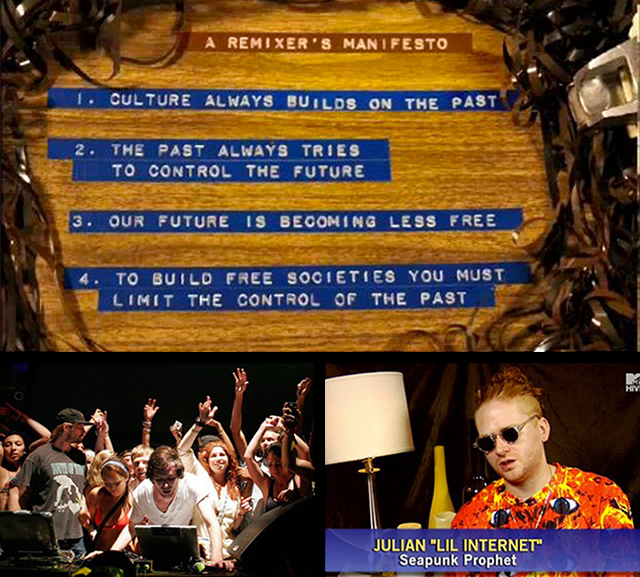 A REMIXER'S MANIFESTO
1. CULTURE ALWAYS BUILDS ON THE PAST
2. THE PAST ALWAYS TRIES
TO CONTROL THE FUTURE
3. OUR FUTURE IS BECOMING LESS FREE
4. TO BUILD FREE SOCIETIES YOU MUST
LIMIT THE CONTROL OF THE PAST
HIVE
JULIAN "LIL INTERNET"
Seapunk Prophet